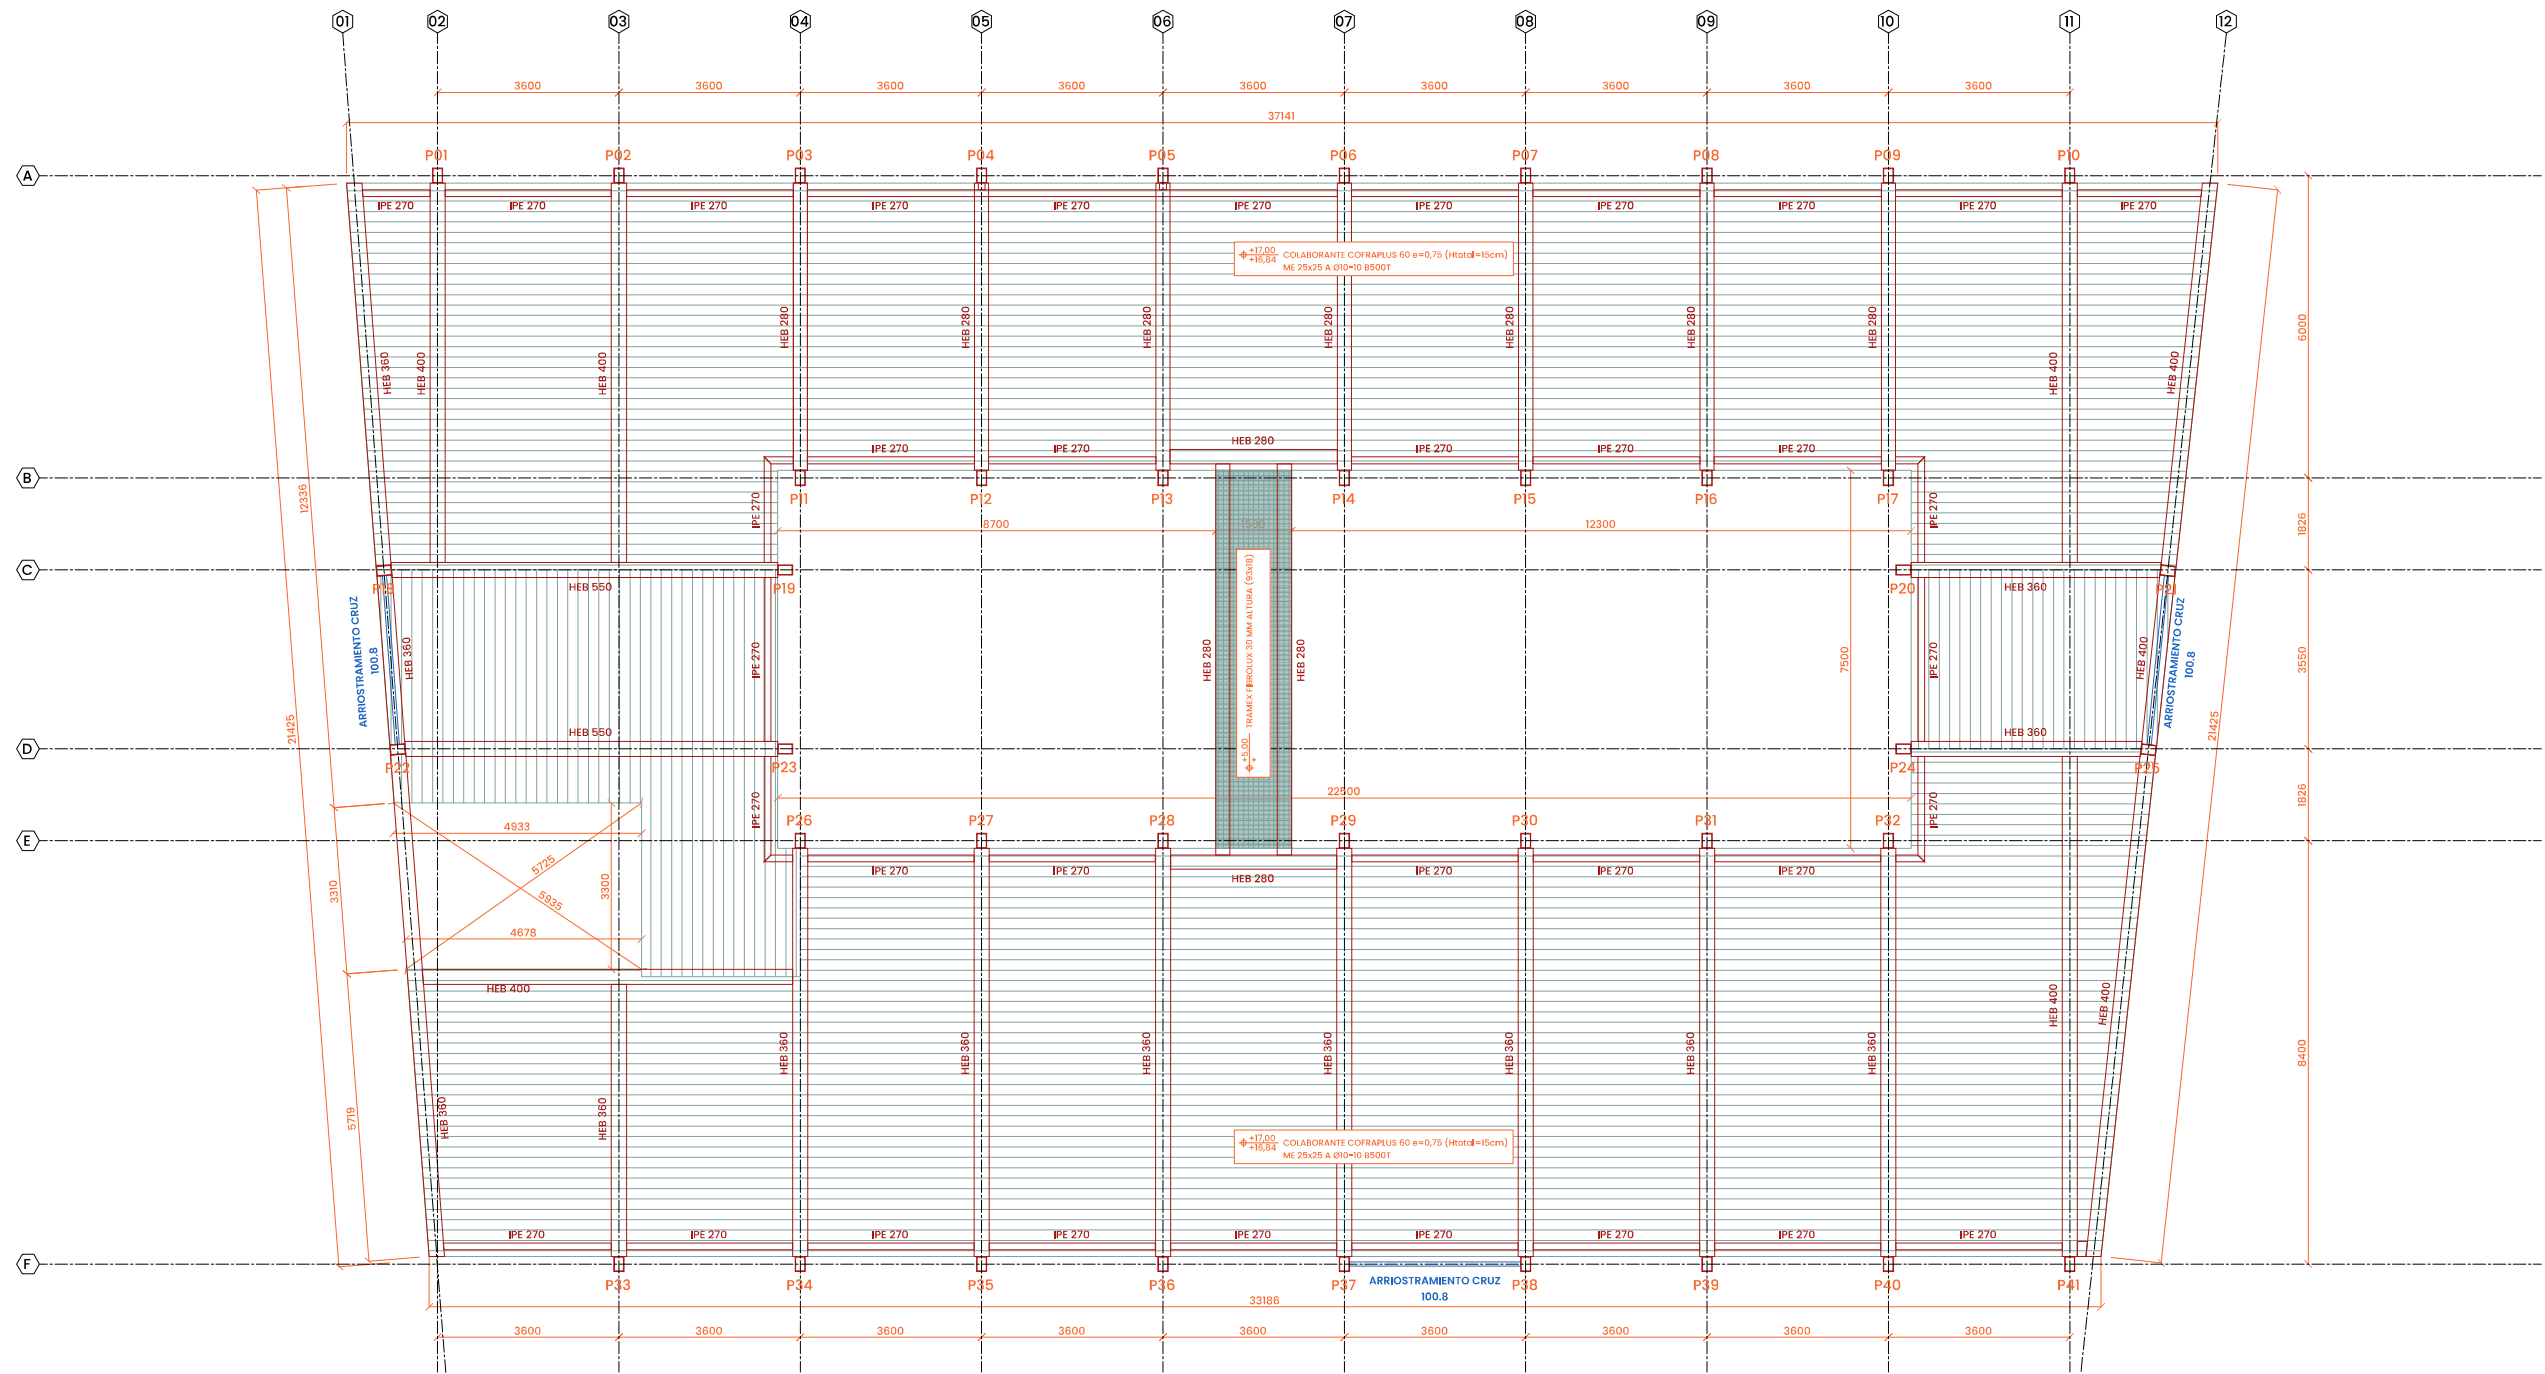 01 02 03 04 05 06 07 08 09 10 11 12
3600 3600 3600 3600 3600 3600 3600 3600 3600
37141
P01 P02 P03 P04 P05 P06 P07 P08 P09 P10
A
IPE 270 IPE 270 IPE 270 IPE 270 IPE 270 IPE 270 IPE 270 IPE 270 IPE 270 IPE 270 IPE 270
+17,00
+16,84
COLABORANTE COFRAPLUS 60 e=0,75 (Htotal=15cm)
ME 25x25 A Ø10-10 B500T
HEB 280 HEB 280 HEB 280 HEB 280 HEB 280 HEB 280 HEB 280
6000
HEB 360 HEB 400 HEB 400 HEB 400 HEB 400
IPE 270 IPE 270 HEB 280 IPE 270 IPE 270 IPE 270
B
P11 P12 P13 P14 P15 P16 P17
12336
IPE 270 IPE 270
8700 1500 12300
1826
C
P18 HEB 550 P19 P20 HEB 360 P21
ARRIOSTRAMIENTO CRUZ
100.8
HEB 360
IPE 270
HEB 280
TRAMEX FIBROLUX 30 MM ALTURA (93x18)
+5,00
HEB 280
7500
IPE 270
HEB 400
ARRIOSTRAMIENTO CRUZ
100.8
3550
21425
21425
HEB 550 HEB 360
D
P22 P23 P24 P25
IPE 270 IPE 270
22500
1826
4933
P26 P27 P28 P29 P30 P31 P32
E
5725
5935
3300
3310
IPE 270 IPE 270 HEB 280 IPE 270 IPE 270 IPE 270
4678
HEB 400
HEB 400 HEB 400
HEB 360 HEB 360 HEB 360 HEB 360 HEB 360 HEB 360 HEB 360
8400
5719
HEB 360 HEB 360
+17,00
+16,84
COLABORANTE COFRAPLUS 60 e=0,75 (Htotal=15cm)
ME 25x25 A Ø10-10 B500T
IPE 270 IPE 270 IPE 270 IPE 270 IPE 270 IPE 270 IPE 270 IPE 270 IPE 270
F
P33 P34 P35 P36 P37 P38 P39 P40 P41
ARRIOSTRAMIENTO CRUZ
100.8
33186
3600 3600 3600 3600 3600 3600 3600 3600 3600